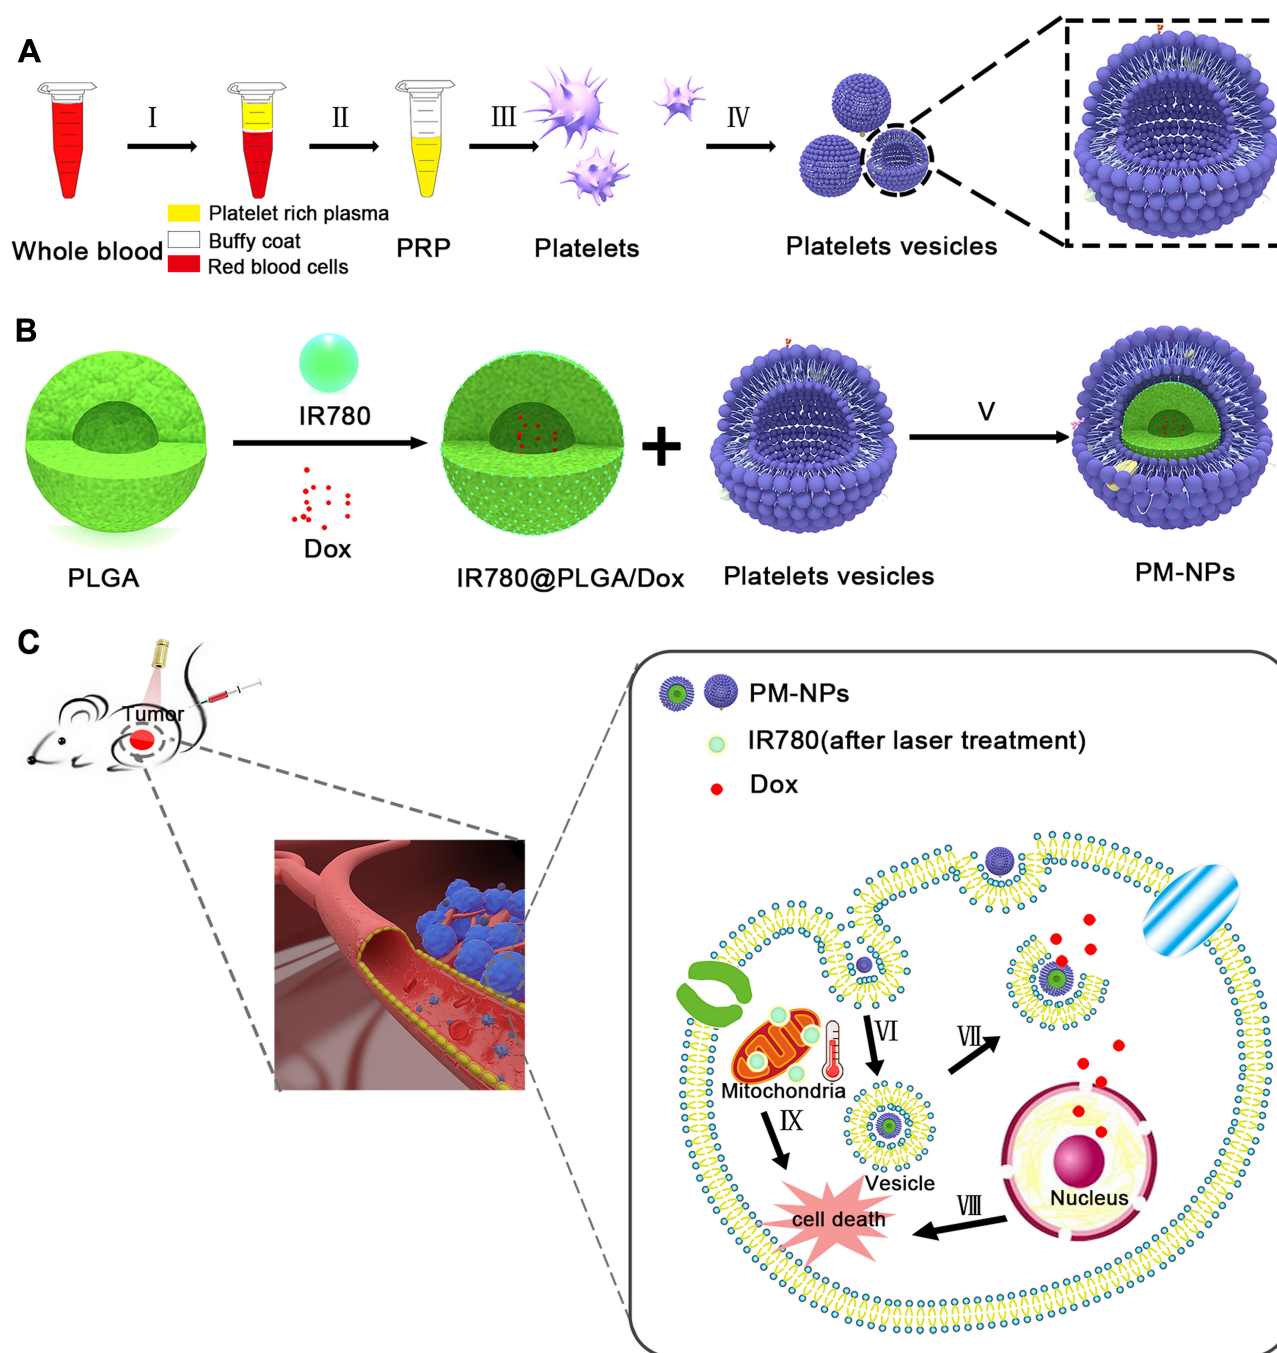 A
I
II
III
IV
Platelet rich plasma
Buffy coat
Red blood cells
Whole blood
PRP
Platelets
Platelets vesicles
B
IR780
Dox
V
PLGA
IR780@PLGA/Dox
Platelets vesicles
PM-NPs
C
Tumor
PM-NPs
IR780(after laser treatment)
Dox
VI
VII
Mitochondria
IX
Vesicle
Nucleus
VIII
cell death